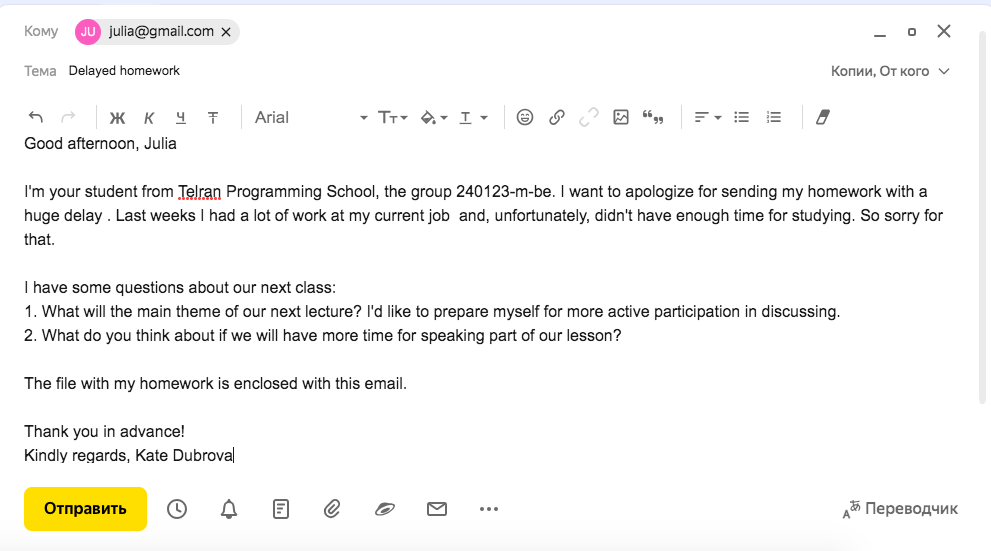 Кому JU julia@gmail.com
Тема Delayed homework Копии, От кого
Ж К Ч Т Arial Тт Т
Good afternoon, Julia
I'm your student from Telran Programming School, the group 240123-m-be. I want to apologize for sending my homework with a
huge delay . Last weeks I had a lot of work at my current job  and, unfortunately, didn't have enough time for studying. So sorry for
that.
I have some questions about our next class:
1. What will the main theme of our next lecture? I'd like to prepare myself for more active participation in discussing.
2. What do you think about if we will have more time for speaking part of our lesson?
The file with my homework is enclosed with this email.
Thank you in advance!
Kindly regards, Kate Dubrova
Отправить Переводчик